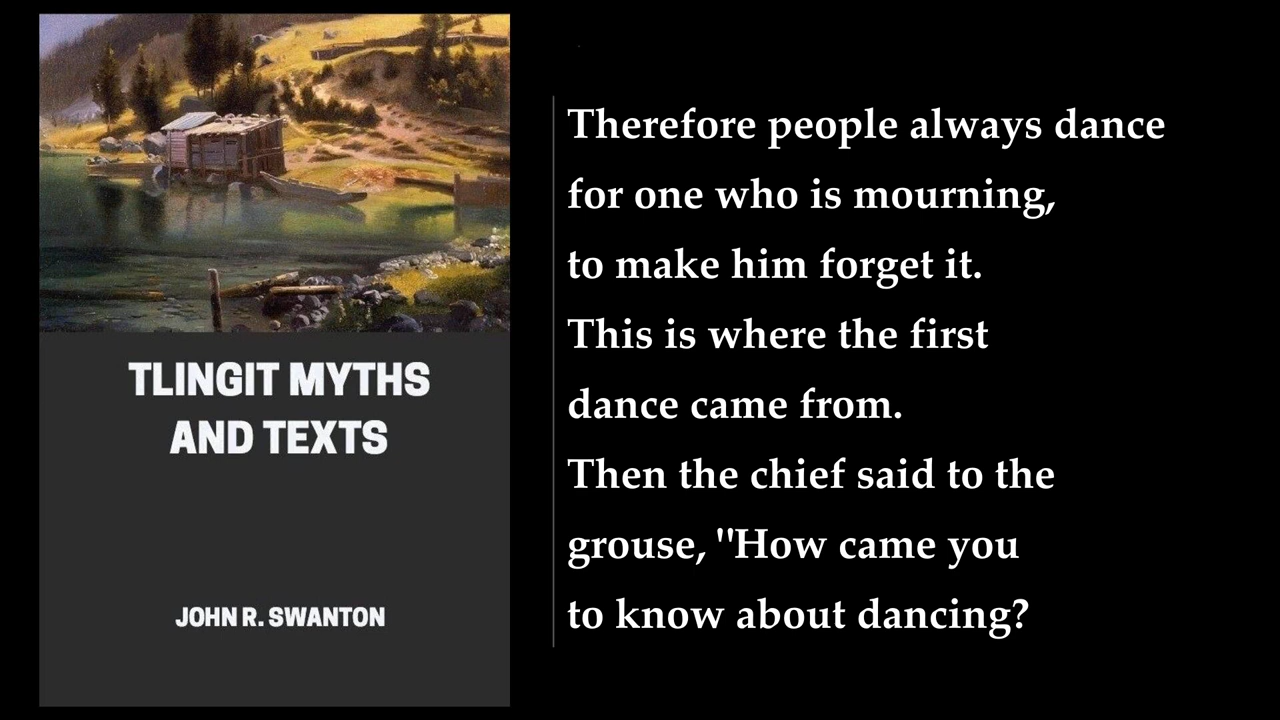 TLINGIT MYTHS
AND TEXTS
JOHN R. SWANTON
Therefore people always dance
for one who is mourning,
to make him forget it.
This is where the first
dance came from.
Then the chief said to the
grouse, "How came you
to know about dancing?